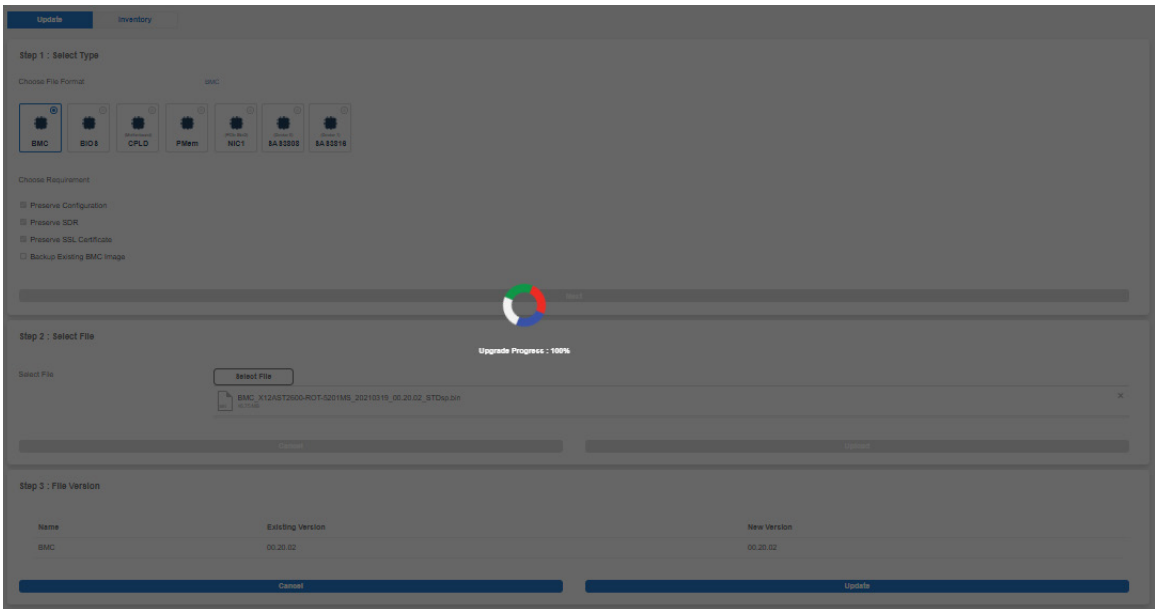 Update Inventory
Step 1 : Select Type
Choose File Format BMC
BMC BIOS CPLD PMem NIC1 SAS3808 SAS3816
Choose Requirement
Preserve Configuration
Preserve SDR
Preserve SSL Certificate
Backup Existing BMC Image
Next
Upgrade Progress : 100%
Step 2 : Select File
Select File Select File
BMC_X12AST2600-ROT-5201MS_20210319_00.20.02_STDsp.bin
Cancel Upload
Step 3 : File Version
Name Existing Version New Version
BMC 00.20.02 00.20.02
Cancel Update